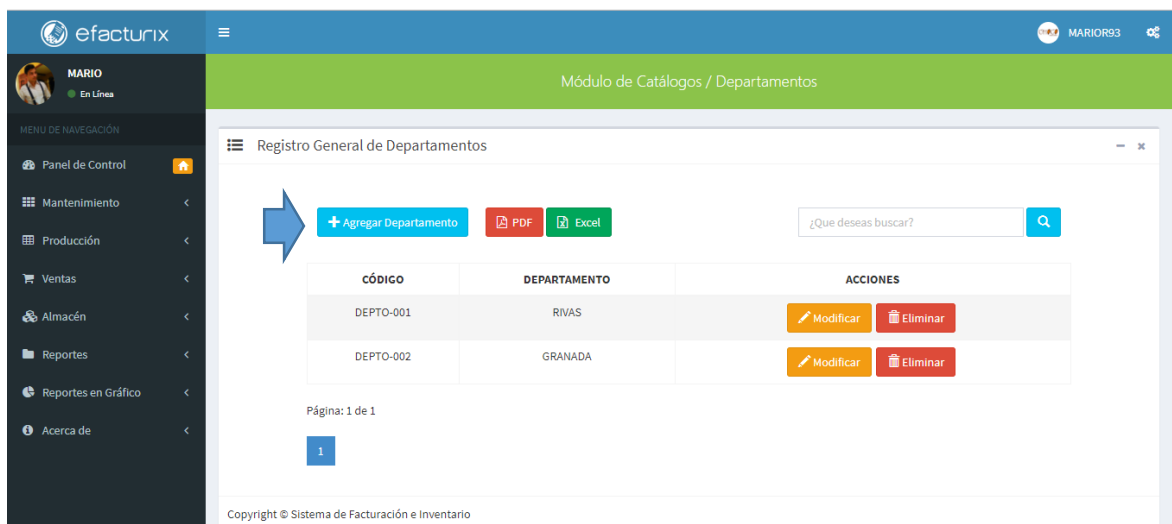 efacturix
MARIOR93
MARIO
En Línea
Módulo de Catálogos / Departamentos
MENU DE NAVEGACIÓN
Panel de Control
Mantenimiento
Producción
Ventas
Almacén
Reportes
Reportes en Gráfico
Acerca de
Registro General de Departamentos
Agregar Departamento PDF Excel ¿Que deseas buscar?
CÓDIGO DEPARTAMENTO ACCIONES
DEPTO-001 RIVAS Modificar Eliminar
DEPTO-002 GRANADA Modificar Eliminar
Página: 1 de 1
1
Copyright © Sistema de Facturación e Inventario